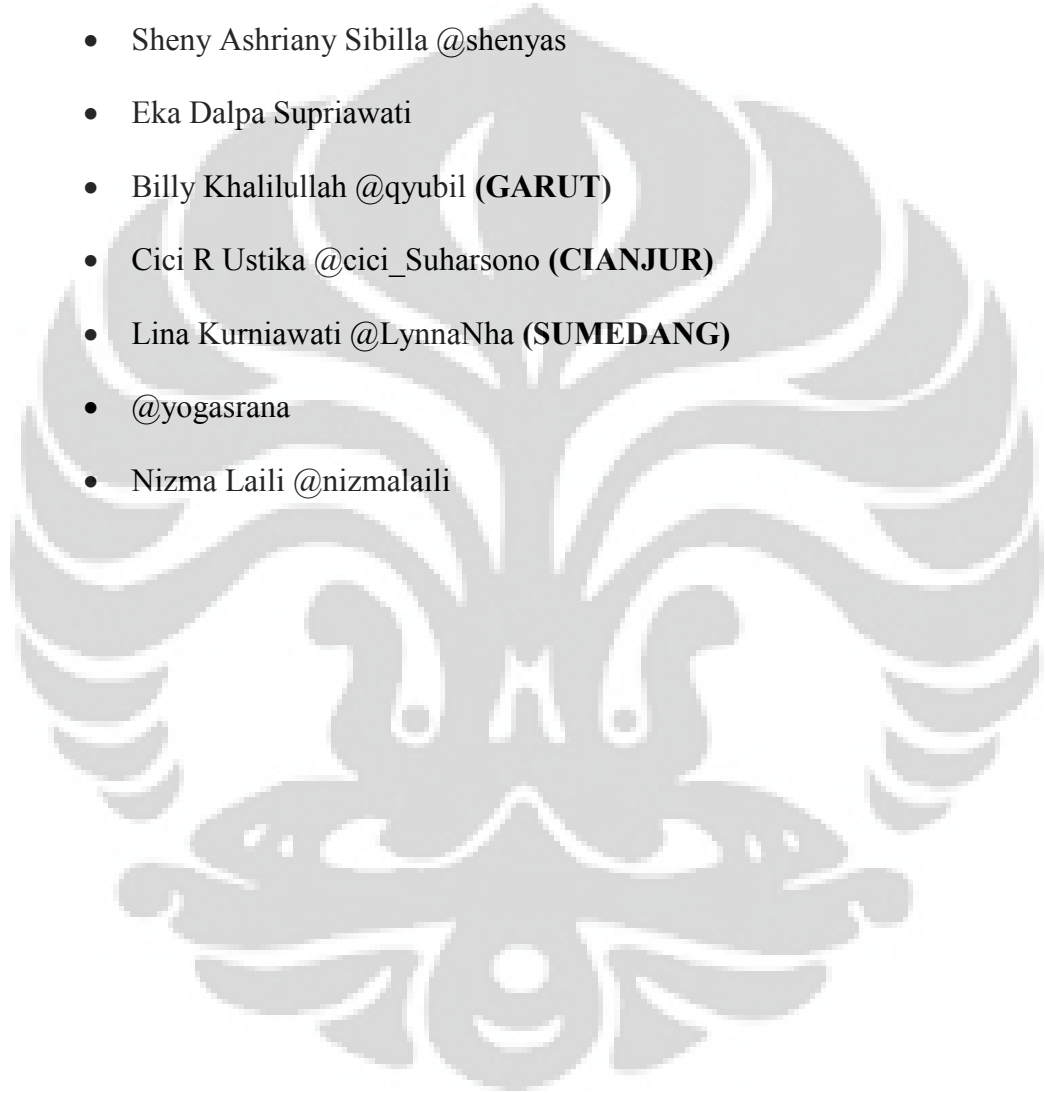 • Sheny Ashriany Sibilla @shenyas
• Eka Dalpa Supriawati
• Billy Khalilullah @qyubil (GARUT)
• Cici R Ustika @cici_Suharsono (CIANJUR)
• Lina Kurniawati @LynnaNha (SUMEDANG)
• @yogasrana
• Nizma Laili @nizmalaili